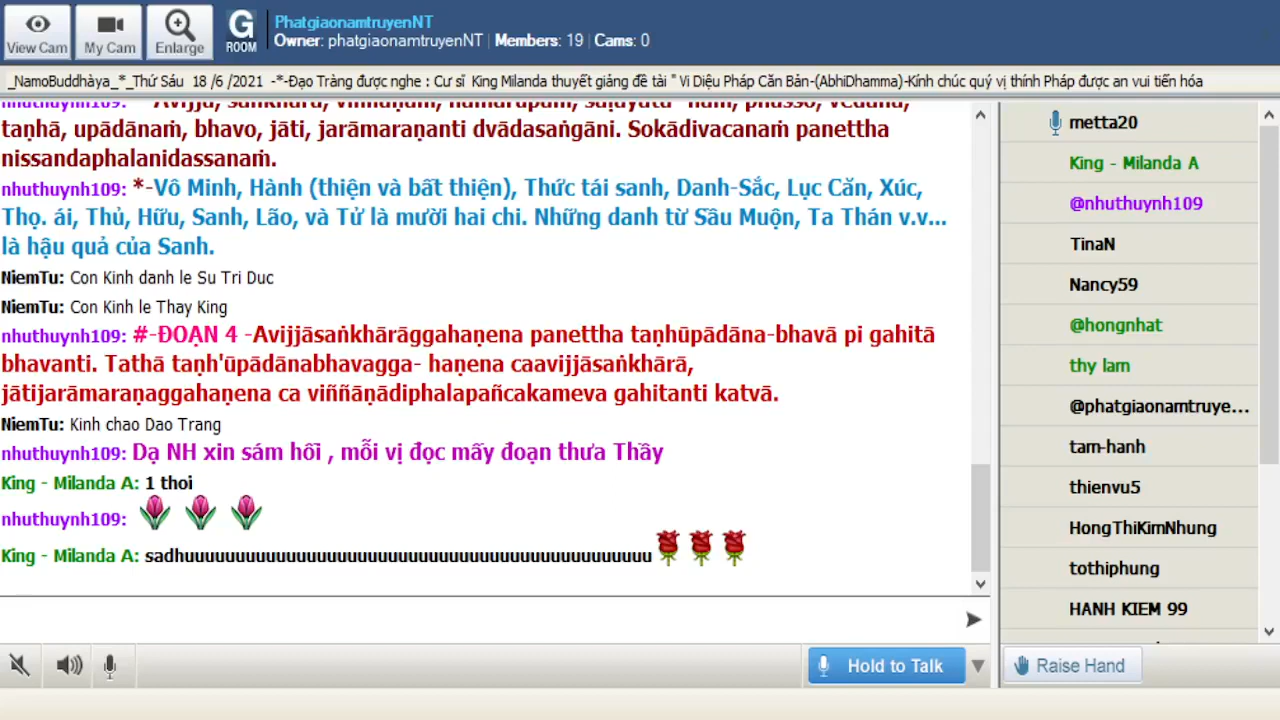 PhatgiaonamtruyenNT
Owner: phatgiaonamtruyenNT | Members: 19 | Cams: 0
View Cam
My Cam
Enlarge
G
ROOM
_NamoBuddhàya_*_Thứ Sáu 18 /6 /2021 -*-Đạo Tràng được nghe : Cư sĩ King Milanda thuyết giảng đề tài " Vi Diệu Pháp Căn Bản-(AbhiDhamma)-Kính chúc quý vị thính Pháp được an vui tiến hóa
taṇhā, upādānaṁ, bhavo, jāti, jarāmaraṇanti dvādasaṅgāni. Sokādivacanaṁ panettha
nissandaphalanidassanaṁ.
nhuthuynh109: *-Vô Minh, Hành (thiện và bất thiện), Thức tái sanh, Danh-Sắc, Lục Căn, Xúc,
Thọ. ái, Thủ, Hữu, Sanh, Lão, và Tử là mười hai chi. Những danh từ Sầu Muộn, Ta Thán v.v...
là hậu quả của Sanh.
NiemTu: Con Kinh danh le Su Tri Duc
NiemTu: Con Kinh le Thay King
nhuthuynh109: #-ĐOẠN 4 -Avijjāsaṅkhārāggahaṇena panettha taṇhūpādāna-bhavā pi gahitā
bhavanti. Tathā taṇh'ūpādānabhavagga- haṇena caavijjāsaṅkhārā,
jātijarāmaraṇaggahaṇena ca viññāṇādiphalapañcakameva gahitanti katvā.
NiemTu: Kinh chao Dao Trang
nhuthuynh109: Dạ NH xin sám hối , mỗi vị đọc mấy đoạn thưa Thầy
King - Milanda A: 1 thoi
nhuthuynh109:
King - Milanda A: sadhuuuuuuuuuuuuuuuuuuuuuuuuuuuuuuuuuuuuuuuuuuuuuu
metta20
King - Milanda A
@nhuthuynh109
TinaN
Nancy59
@hongnhat
thy lam
@phatgiaonamtruye...
tam-hanh
thienvu5
HongThiKimNhung
tothiphung
HANH KIEM 99
Hold to Talk
Raise Hand